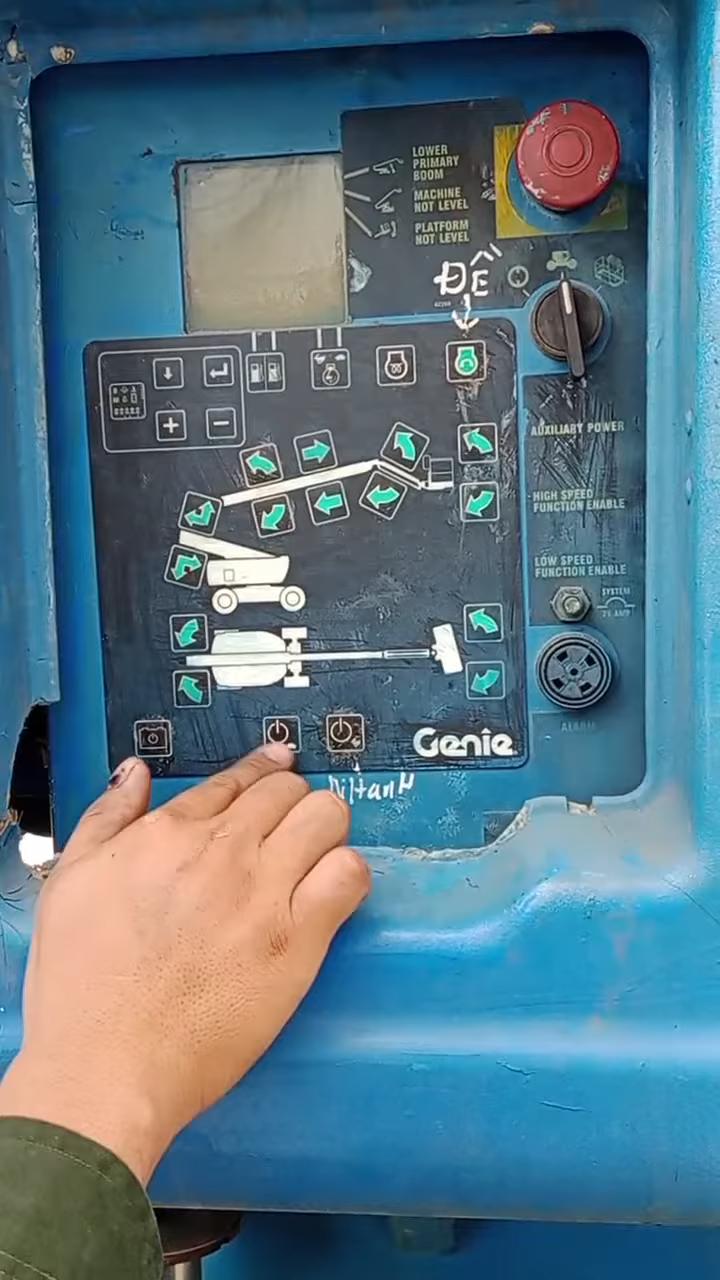 LOWER
PRIMARY
BOOM
MACHINE
NOT LEVEL
PLATFORM
NOT LEVEL
ĐỀ
AUXILIARY POWER
HIGH SPEED
FUNCTION ENABLE
LOW SPEED
FUNCTION ENABLE
SYSTEM
ALARM
Genie